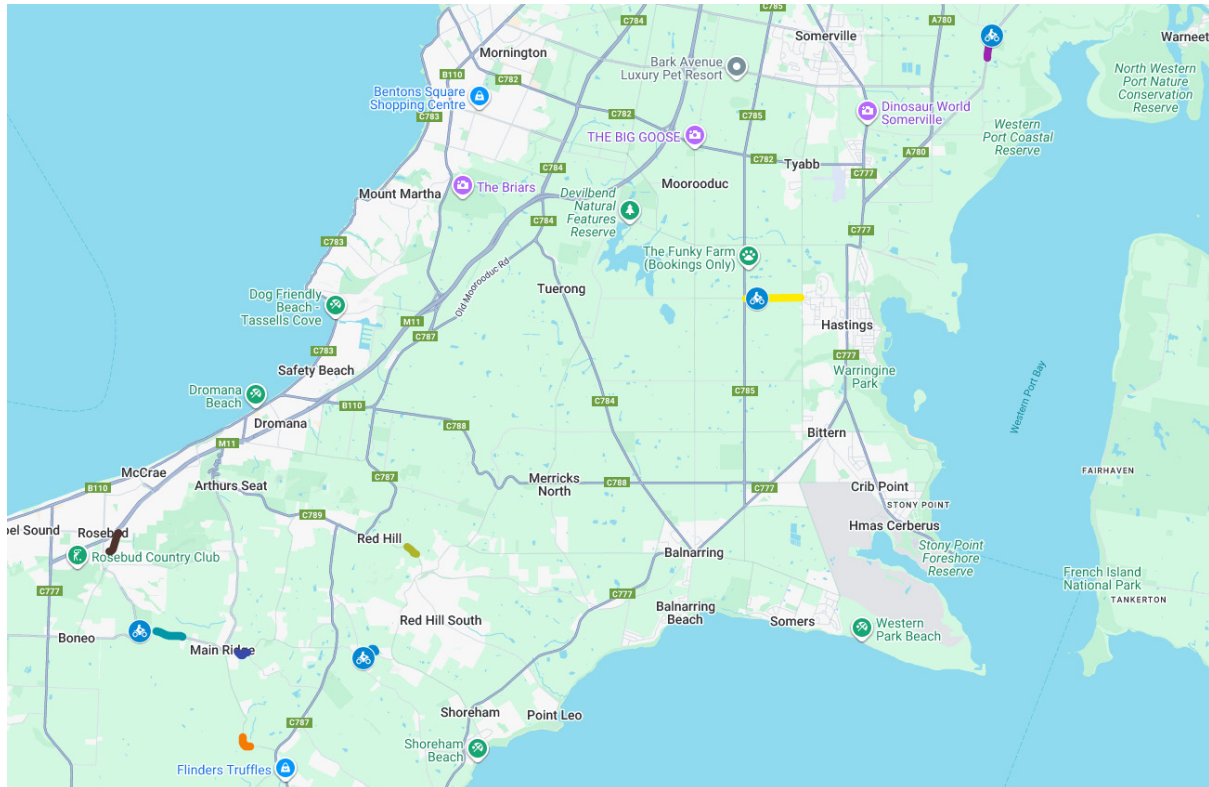 C784
C785
A780
Somerville
Warneet
Mornington
Bark Avenue
Luxury Pet Resort
B110
C782
North Western
Port Nature
Conservation
Reserve
Bentons Square
Shopping Centre
C783
Dinosaur World
Somerville
C782
C785
Western
Port Coastal
Reserve
THE BIG GOOSE
A780
C782
Tyabb
C784
C777
Moorooduc
Mount Martha
The Briars
Devilbend
Natural
Features
Reserve
C784
C777
C783
The Funky Farm
(Bookings Only)
Old Moorooduc Rd
Tuerong
Dog Friendly
Beach -
Tassells Cove
M11
C787
Hastings
C783
C777
Safety Beach
Warringine
Park
Western Port Bay
Dromana
Beach
C785
C784
B110
Dromana
C788
Bittern
M11
McCrae
FAIRHAVEN
C787
Merricks
North
Arthurs Seat
C788
C777
Crib Point
B110
STONY POINT
C789
pel Sound
Rosebud
Red Hill
Hmas Cerberus
Rosebud Country Club
Balnarring
Stony Point
Foreshore
Reserve
French Island
National Park
C777
C777
TANKERTON
Balnarring
Beach
Red Hill South
Somers
Western
Park Beach
Boneo
Main Ridge
Shoreham
Point Leo
C787
Shoreham
Beach
Flinders Truffles